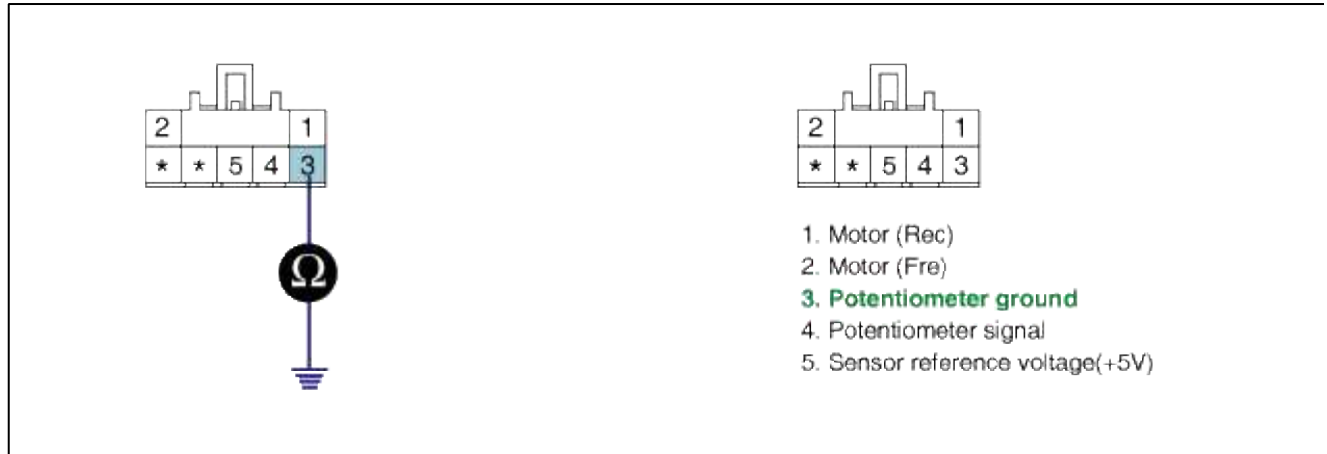 2 1
* * 5 4 3
Ω
2 1
* * 5 4 3
1. Motor (Rec)
2. Motor (Fre)
3. Potentiometer ground
4. Potentiometer signal
5. Sensor reference voltage(+5V)